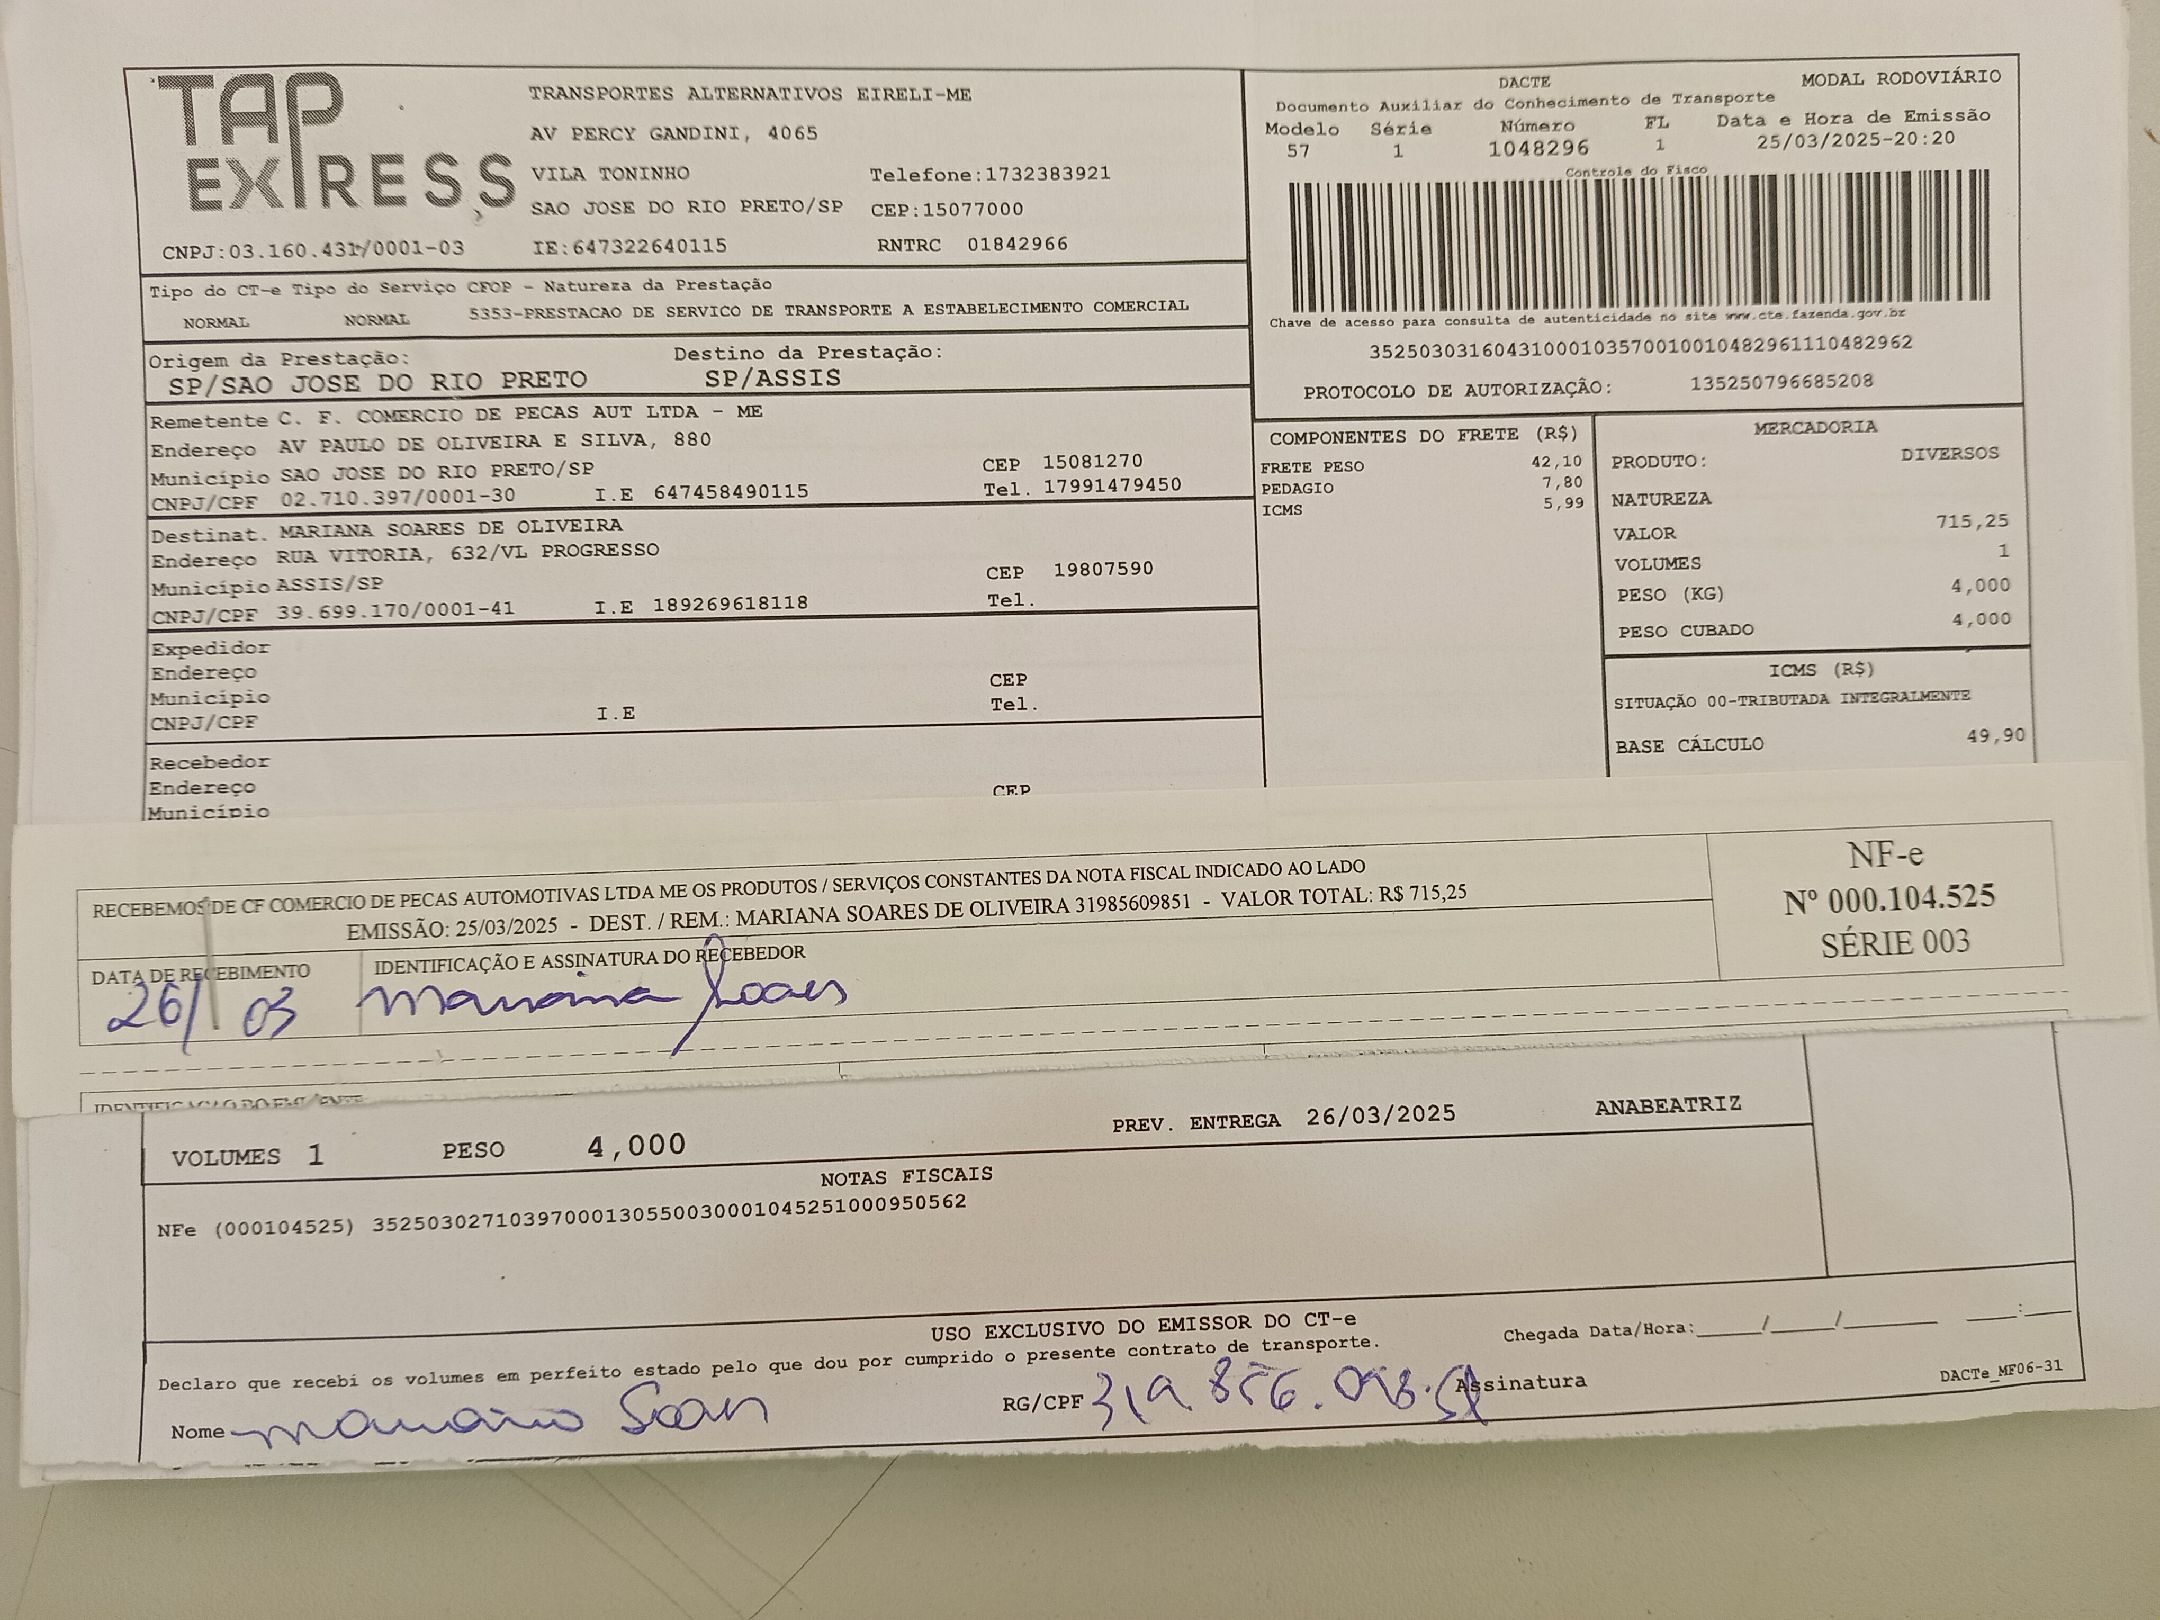 TAP
EXPRESS
TRANSPORTES ALTERNATIVOS EIRELI-ME
AV PERCY GANDINI, 4065
VILA TONINHO Telefone:1732383921
SAO JOSE DO RIO PRETO/SP CEP:15077000
CNPJ:03.160.431/0001-03 IE:647322640115 RNTRC 01842966
DACTE MODAL RODOVIÁRIO
Documento Auxiliar do Conhecimento de Transporte
Modelo Série Número FL Data e Hora de Emissão
57 1 1048296 1 25/03/2025-20:20
Controle do Fisco
Chave de acesso para consulta de autenticidade no site www.cte.fazenda.gov.br
35250303160431000103570010010482961110482962
PROTOCOLO DE AUTORIZAÇÃO: 135250796685208
Tipo do CT-e Tipo do Serviço CFOP - Natureza da Prestação
NORMAL NORMAL 5353-PRESTACAO DE SERVICO DE TRANSPORTE A ESTABELECIMENTO COMERCIAL
Origem da Prestação: Destino da Prestação:
SP/SAO JOSE DO RIO PRETO SP/ASSIS
Remetente C. F. COMERCIO DE PECAS AUT LTDA - ME
Endereço AV PAULO DE OLIVEIRA E SILVA, 880
Município SAO JOSE DO RIO PRETO/SP CEP 15081270
CNPJ/CPF 02.710.397/0001-30 I.E 647458490115 Tel. 17991479450
Destinat. MARIANA SOARES DE OLIVEIRA
Endereço RUA VITORIA, 632/VL PROGRESSO
Município ASSIS/SP CEP 19807590
CNPJ/CPF 39.699.170/0001-41 I.E 189269618118 Tel.
Expedidor
Endereço
Município CEP
CNPJ/CPF I.E Tel.
Recebedor
Endereço
Município CEP
COMPONENTES DO FRETE (R$)
FRETE PESO 42,10
PEDAGIO 7,80
ICMS 5,99
MERCADORIA
PRODUTO: DIVERSOS
NATUREZA
VALOR 715,25
VOLUMES 1
PESO (KG) 4,000
PESO CUBADO 4,000
ICMS (R$)
SITUAÇÃO 00-TRIBUTADA INTEGRALMENTE
BASE CÁLCULO 49,90
RECEBEMOS DE CF COMERCIO DE PECAS AUTOMOTIVAS LTDA ME OS PRODUTOS / SERVIÇOS CONSTANTES DA NOTA FISCAL INDICADO AO LADO
EMISSÃO: 25/03/2025 - DEST. / REM.: MARIANA SOARES DE OLIVEIRA 31985609851 - VALOR TOTAL: R$ 715,25
DATA DE RECEBIMENTO IDENTIFICAÇÃO E ASSINATURA DO RECEBEDOR
26/03 Mariana Soares
NF-e
Nº 000.104.525
SÉRIE 003
IDENTIFICAÇÃO DO EMITENTE
VOLUMES 1 PESO 4,000 PREV. ENTREGA 26/03/2025 ANABEATRIZ
NOTAS FISCAIS
NFe (000104525) 35250302710397000130550030001045251000950562
USO EXCLUSIVO DO EMISSOR DO CT-e
Declaro que recebi os volumes em perfeito estado pelo que dou por cumprido o presente contrato de transporte. Chegada Data/Hora:_____/_____/________ ____:____
Nome Mariana Soares RG/CPF Assinatura DACTe_MF06-31